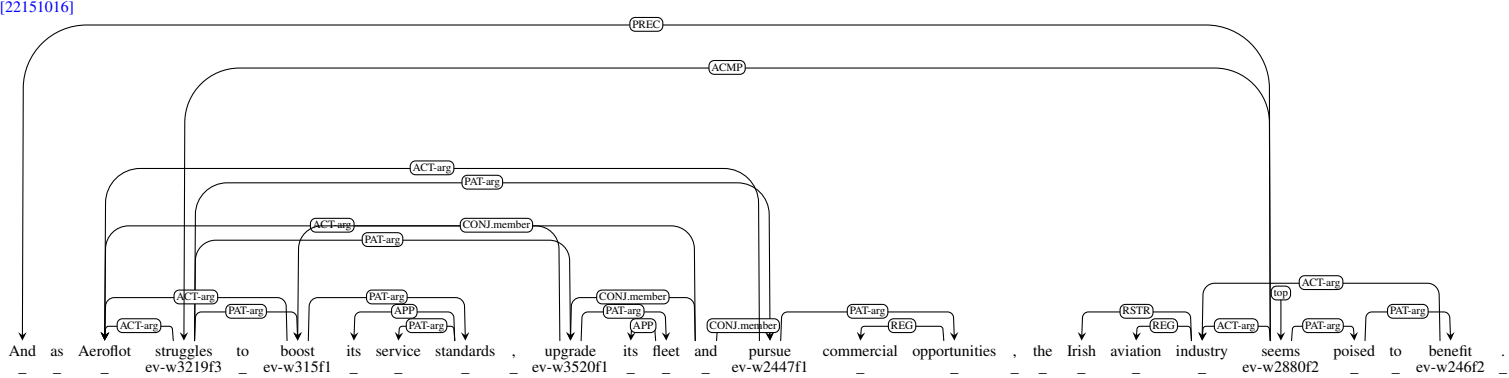 [22151016]
PREC
ACMP
ACT-arg
PAT-arg
ACT-arg CONJ.member
PAT-arg
ACT-arg
ACT-arg PAT-arg CONJ.member
top
PAT-arg APP PAT-arg PAT-arg RSTR PAT-arg
ACT-arg PAT-arg APP CONJ.member REG REG ACT-arg PAT-arg
And as Aeroflot struggles to boost its service standards , upgrade its fleet and pursue commercial opportunities , the Irish aviation industry seems poised to benefit .
_ _ _ ev-w3219f3 _ ev-w315f1 _ _ _ _ ev-w3520f1 _ _ _ ev-w2447f1 _ _ _ _ _ _ _ ev-w2880f2 _ _ ev-w246f2 _